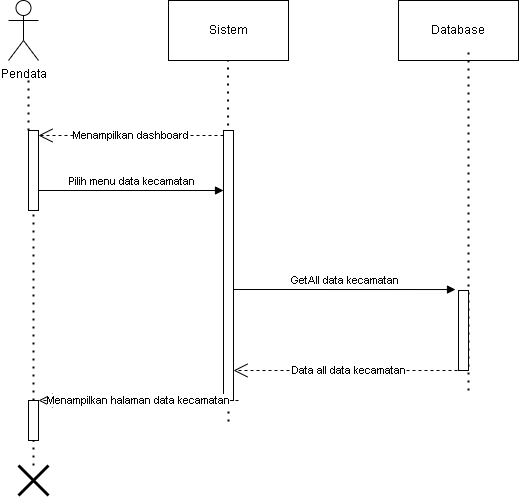 Sistem
Database
Pendata
Menampilkan dashboard
Pilih menu data kecamatan
GetAll data kecamatan
Data all data kecamatan
Menampilkan halaman data kecamatan